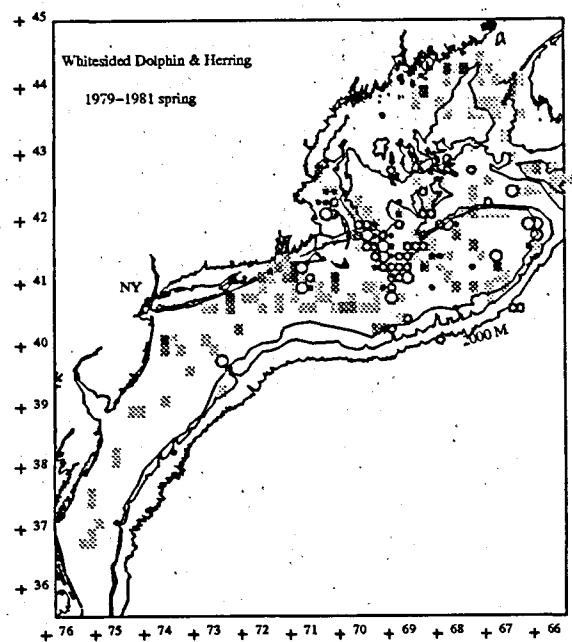 + 45
Whitesided Dolphin & Herring
+ 44
1979–1981 spring
+ 43
+ 42
+ 41
NY
+ 40
2000 M
+ 39
+ 38
+ 37
+ 36
+ 76 + 75 + 74 + 73 + 72 + 71 + 70 + 69 + 68 + 67 + 66